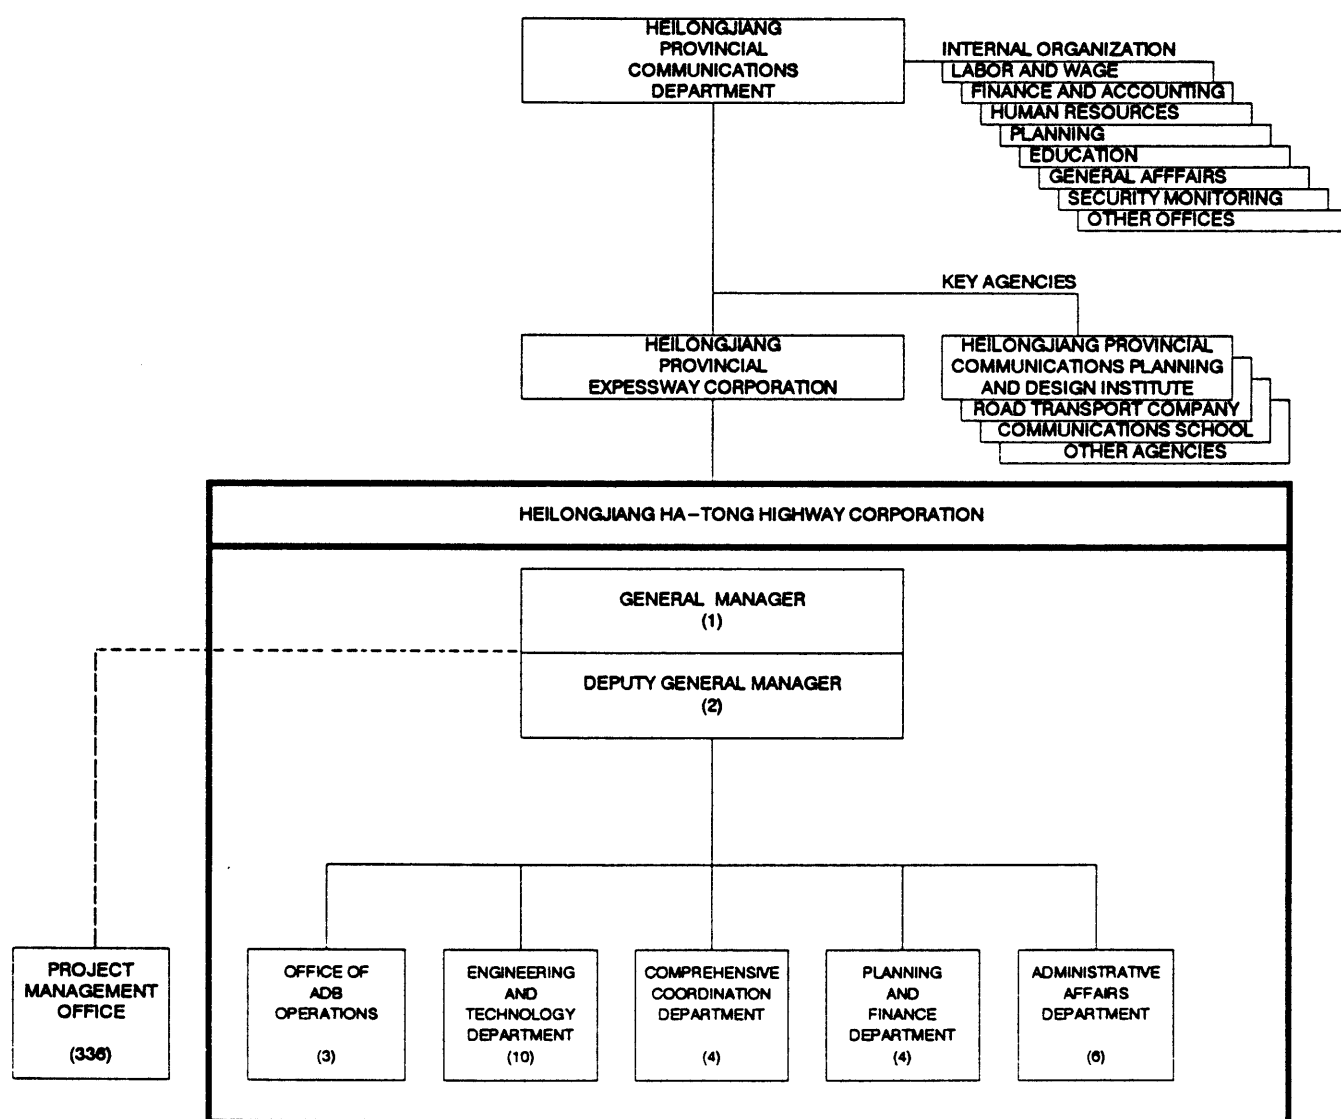 HEILONGJIANG
PROVINCIAL
COMMUNICATIONS
DEPARTMENT
INTERNAL ORGANIZATION
LABOR AND WAGE
FINANCE AND ACCOUNTING
HUMAN RESOURCES
PLANNING
EDUCATION
GENERAL AFFFAIRS
SECURITY MONITORING
OTHER OFFICES
KEY AGENCIES
HEILONGJIANG
PROVINCIAL
EXPESSWAY CORPORATION
HEILONGJIANG PROVINCIAL
COMMUNICATIONS PLANNING
AND DESIGN INSTITUTE
ROAD TRANSPORT COMPANY
COMMUNICATIONS SCHOOL
OTHER AGENCIES
HEILONGJIANG HA-TONG HIGHWAY CORPORATION
GENERAL MANAGER
(1)
DEPUTY GENERAL MANAGER
(2)
PROJECT
MANAGEMENT
OFFICE
(336)
OFFICE OF
ADB
OPERATIONS
(3)
ENGINEERING
AND
TECHNOLOGY
DEPARTMENT
(10)
COMPREHENSIVE
COORDINATION
DEPARTMENT
(4)
PLANNING
AND
FINANCE
DEPARTMENT
(4)
ADMINISTRATIVE
AFFAIRS
DEPARTMENT
(6)